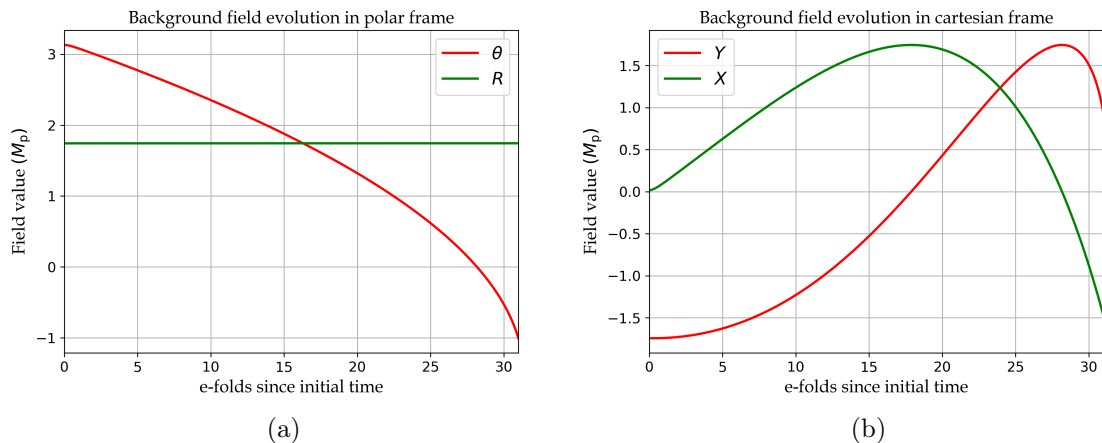 Background field evolution in polar frame
θ
R
Field value (Mp)
3
2
1
0
−1
0 5 10 15 20 25 30
e-folds since initial time
(a)
Background field evolution in cartesian frame
Y
X
Field value (Mp)
1.5
1.0
0.5
0.0
−0.5
−1.0
−1.5
0 5 10 15 20 25 30
e-folds since initial time
(b)